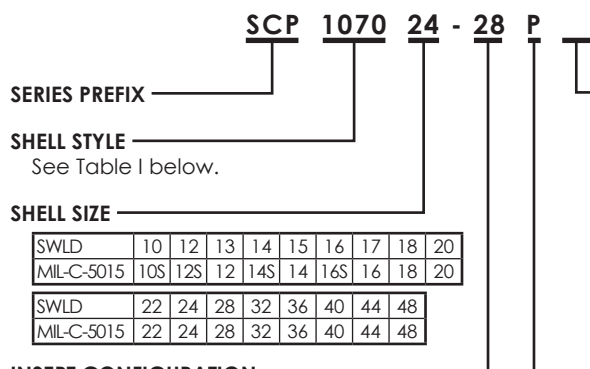 SCP 1070 24 - 28 P
SERIES PREFIX
SHELL STYLE
See Table I below.
SHELL SIZE
SWLD 10 12 13 14 15 16 17 18 20
MIL-C-5015 10S 12S 12 14S 14 16S 16 18 20
SWLD 22 24 28 32 36 40 44 48
MIL-C-5015 22 24 28 32 36 40 44 48
INSERT CONFIGURATION